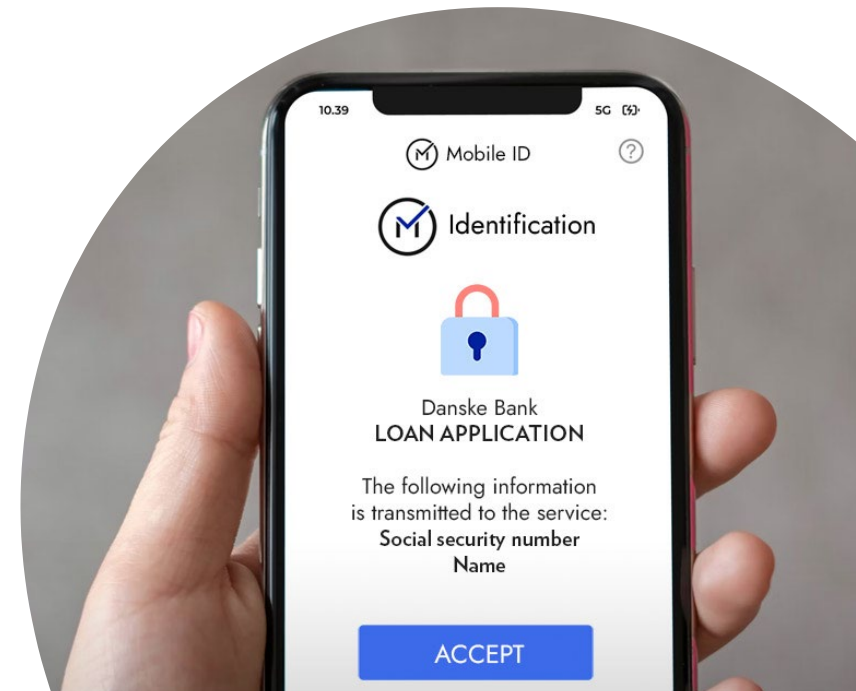 10.39 5G
Mobile ID ?
Identification
Danske Bank
LOAN APPLICATION
The following information
is transmitted to the service:
Social security number
Name
ACCEPT